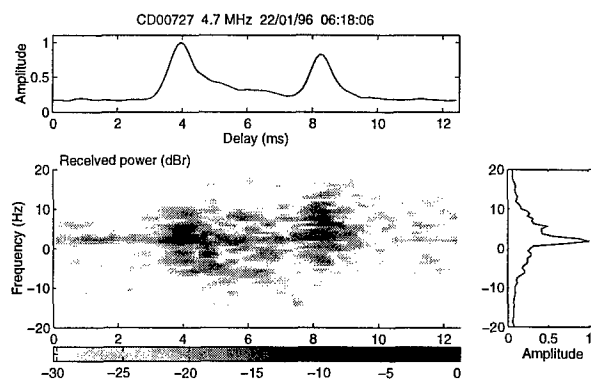 CD00727 4.7 MHz 22/01/96 06:18:06
Amplitude
1
0.5
0
0 2 4 6 8 10 12
Delay (ms)
Received power (dBr)
Frequency (Hz)
20
10
0
−10
−20
0 2 4 6 8 10 12
−30 −25 −20 −15 −10 −5 0
20
10
0
−10
−20
0 0.5 1
Amplitude